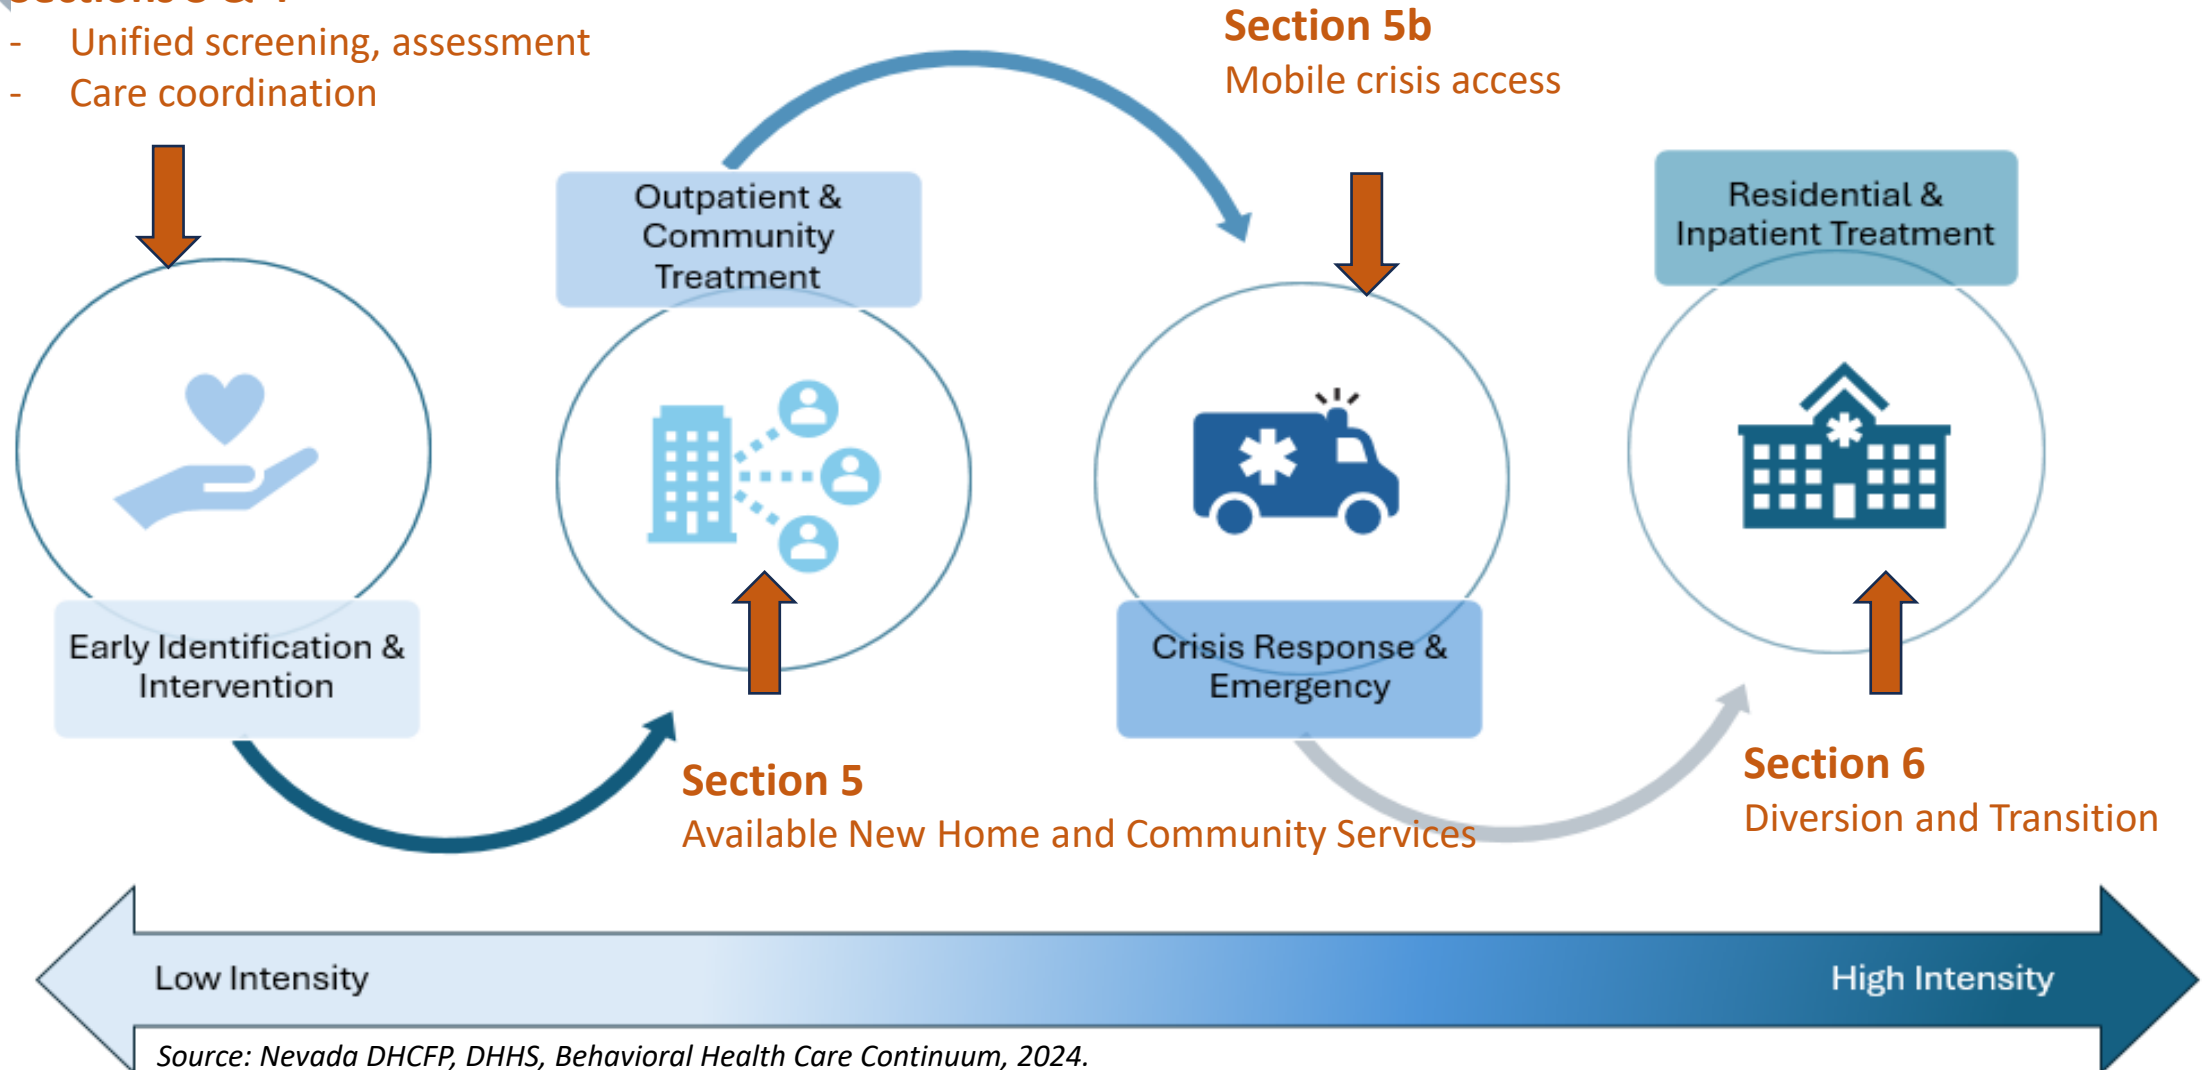 - Unified screening, assessment
- Care coordination
Section 5b
Mobile crisis access
Outpatient &
Community
Treatment
Residential &
Inpatient Treatment
Early Identification &
Intervention
Crisis Response &
Emergency
Section 5
Available New Home and Community Services
Section 6
Diversion and Transition
Low Intensity
High Intensity
Source: Nevada DHCFP, DHHS, Behavioral Health Care Continuum, 2024.